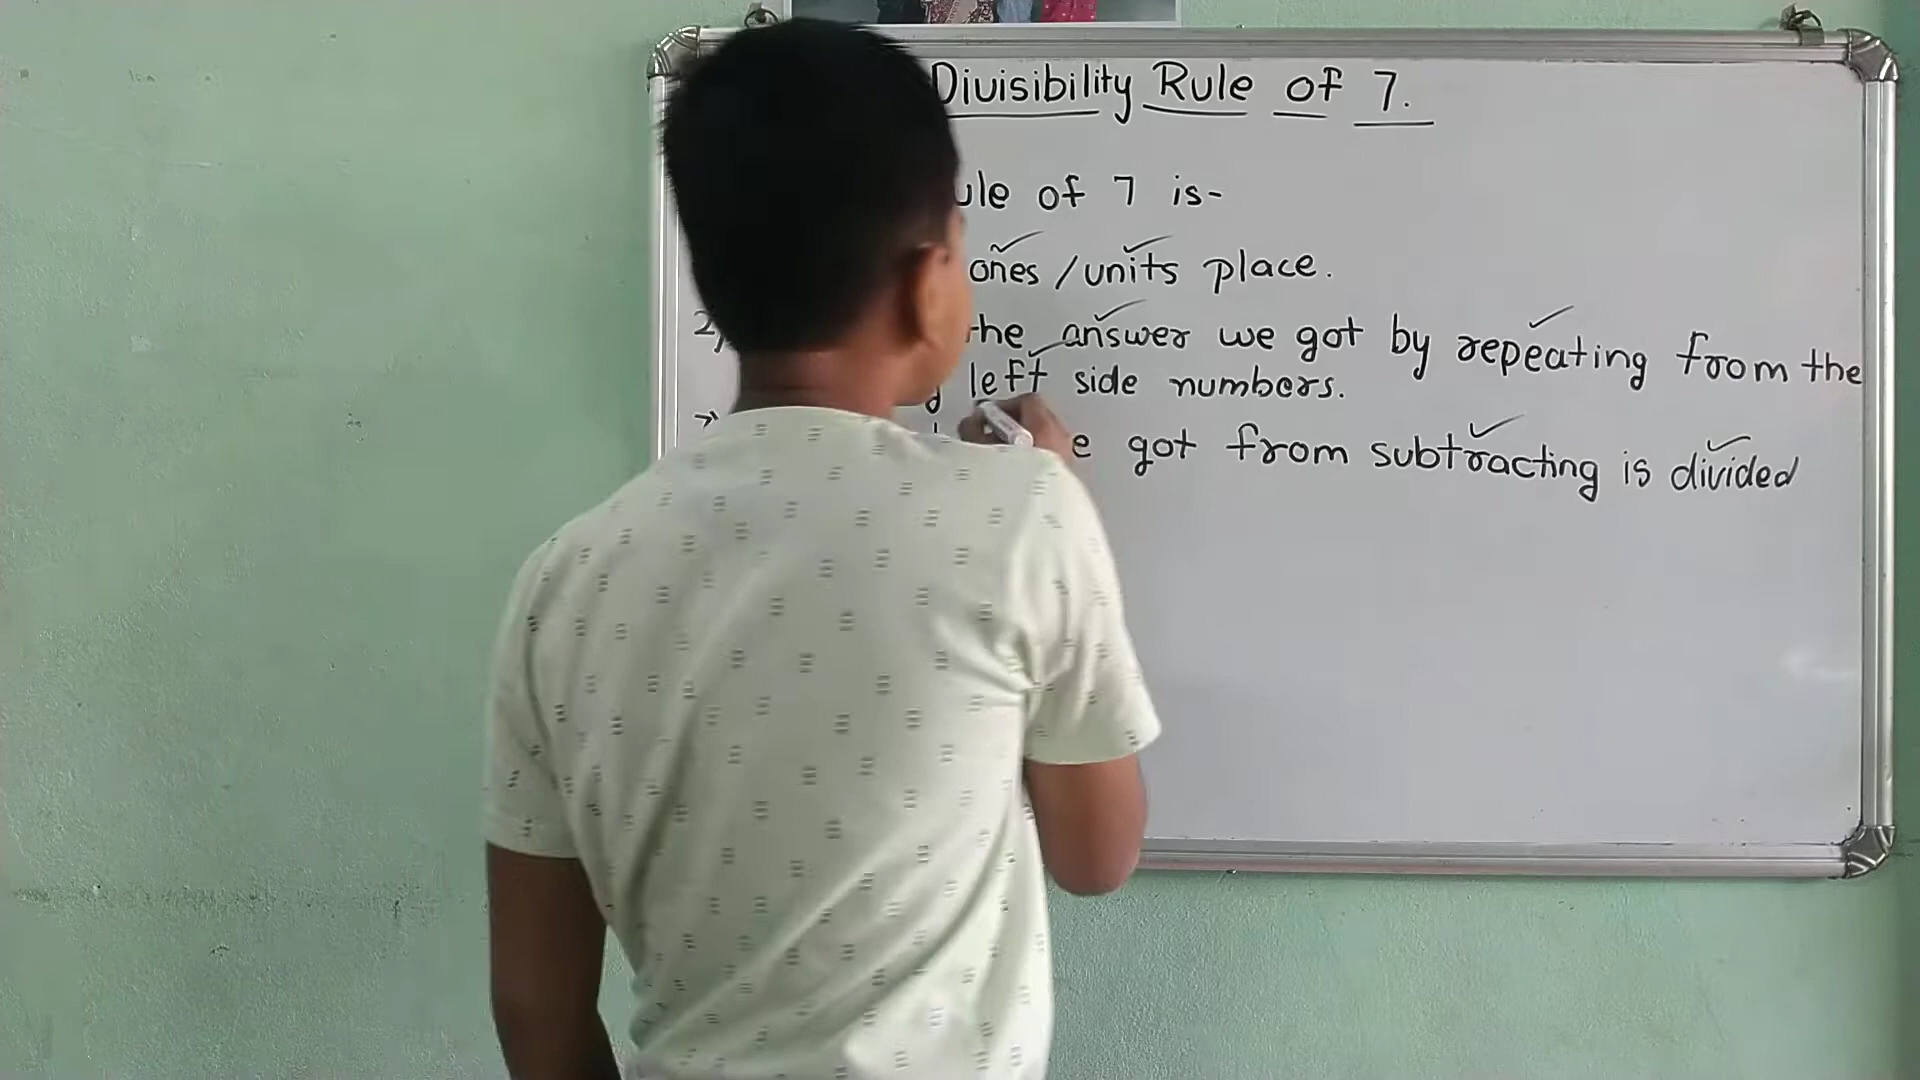 Divisibility Rule of 7.
of 7 is-
ones/units place.
2) the answer we got by repeating from the
left side numbers.
→ got from subtracting is divided